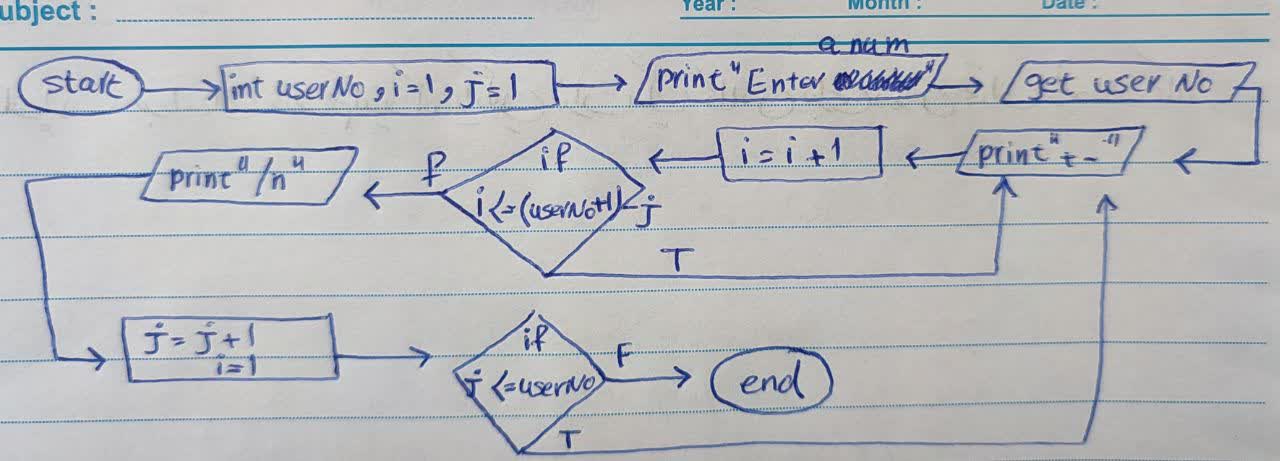 ubject :
Year :
Month :
Date :
start
int userNo, i=1, j=1
a num
print "Enter "
get user No
print "+-"
i = i + 1
if
i <= (userNo+1) - j
T
f
print "/n"
j = j + 1
i = 1
if
j <= userNo
F
end
T